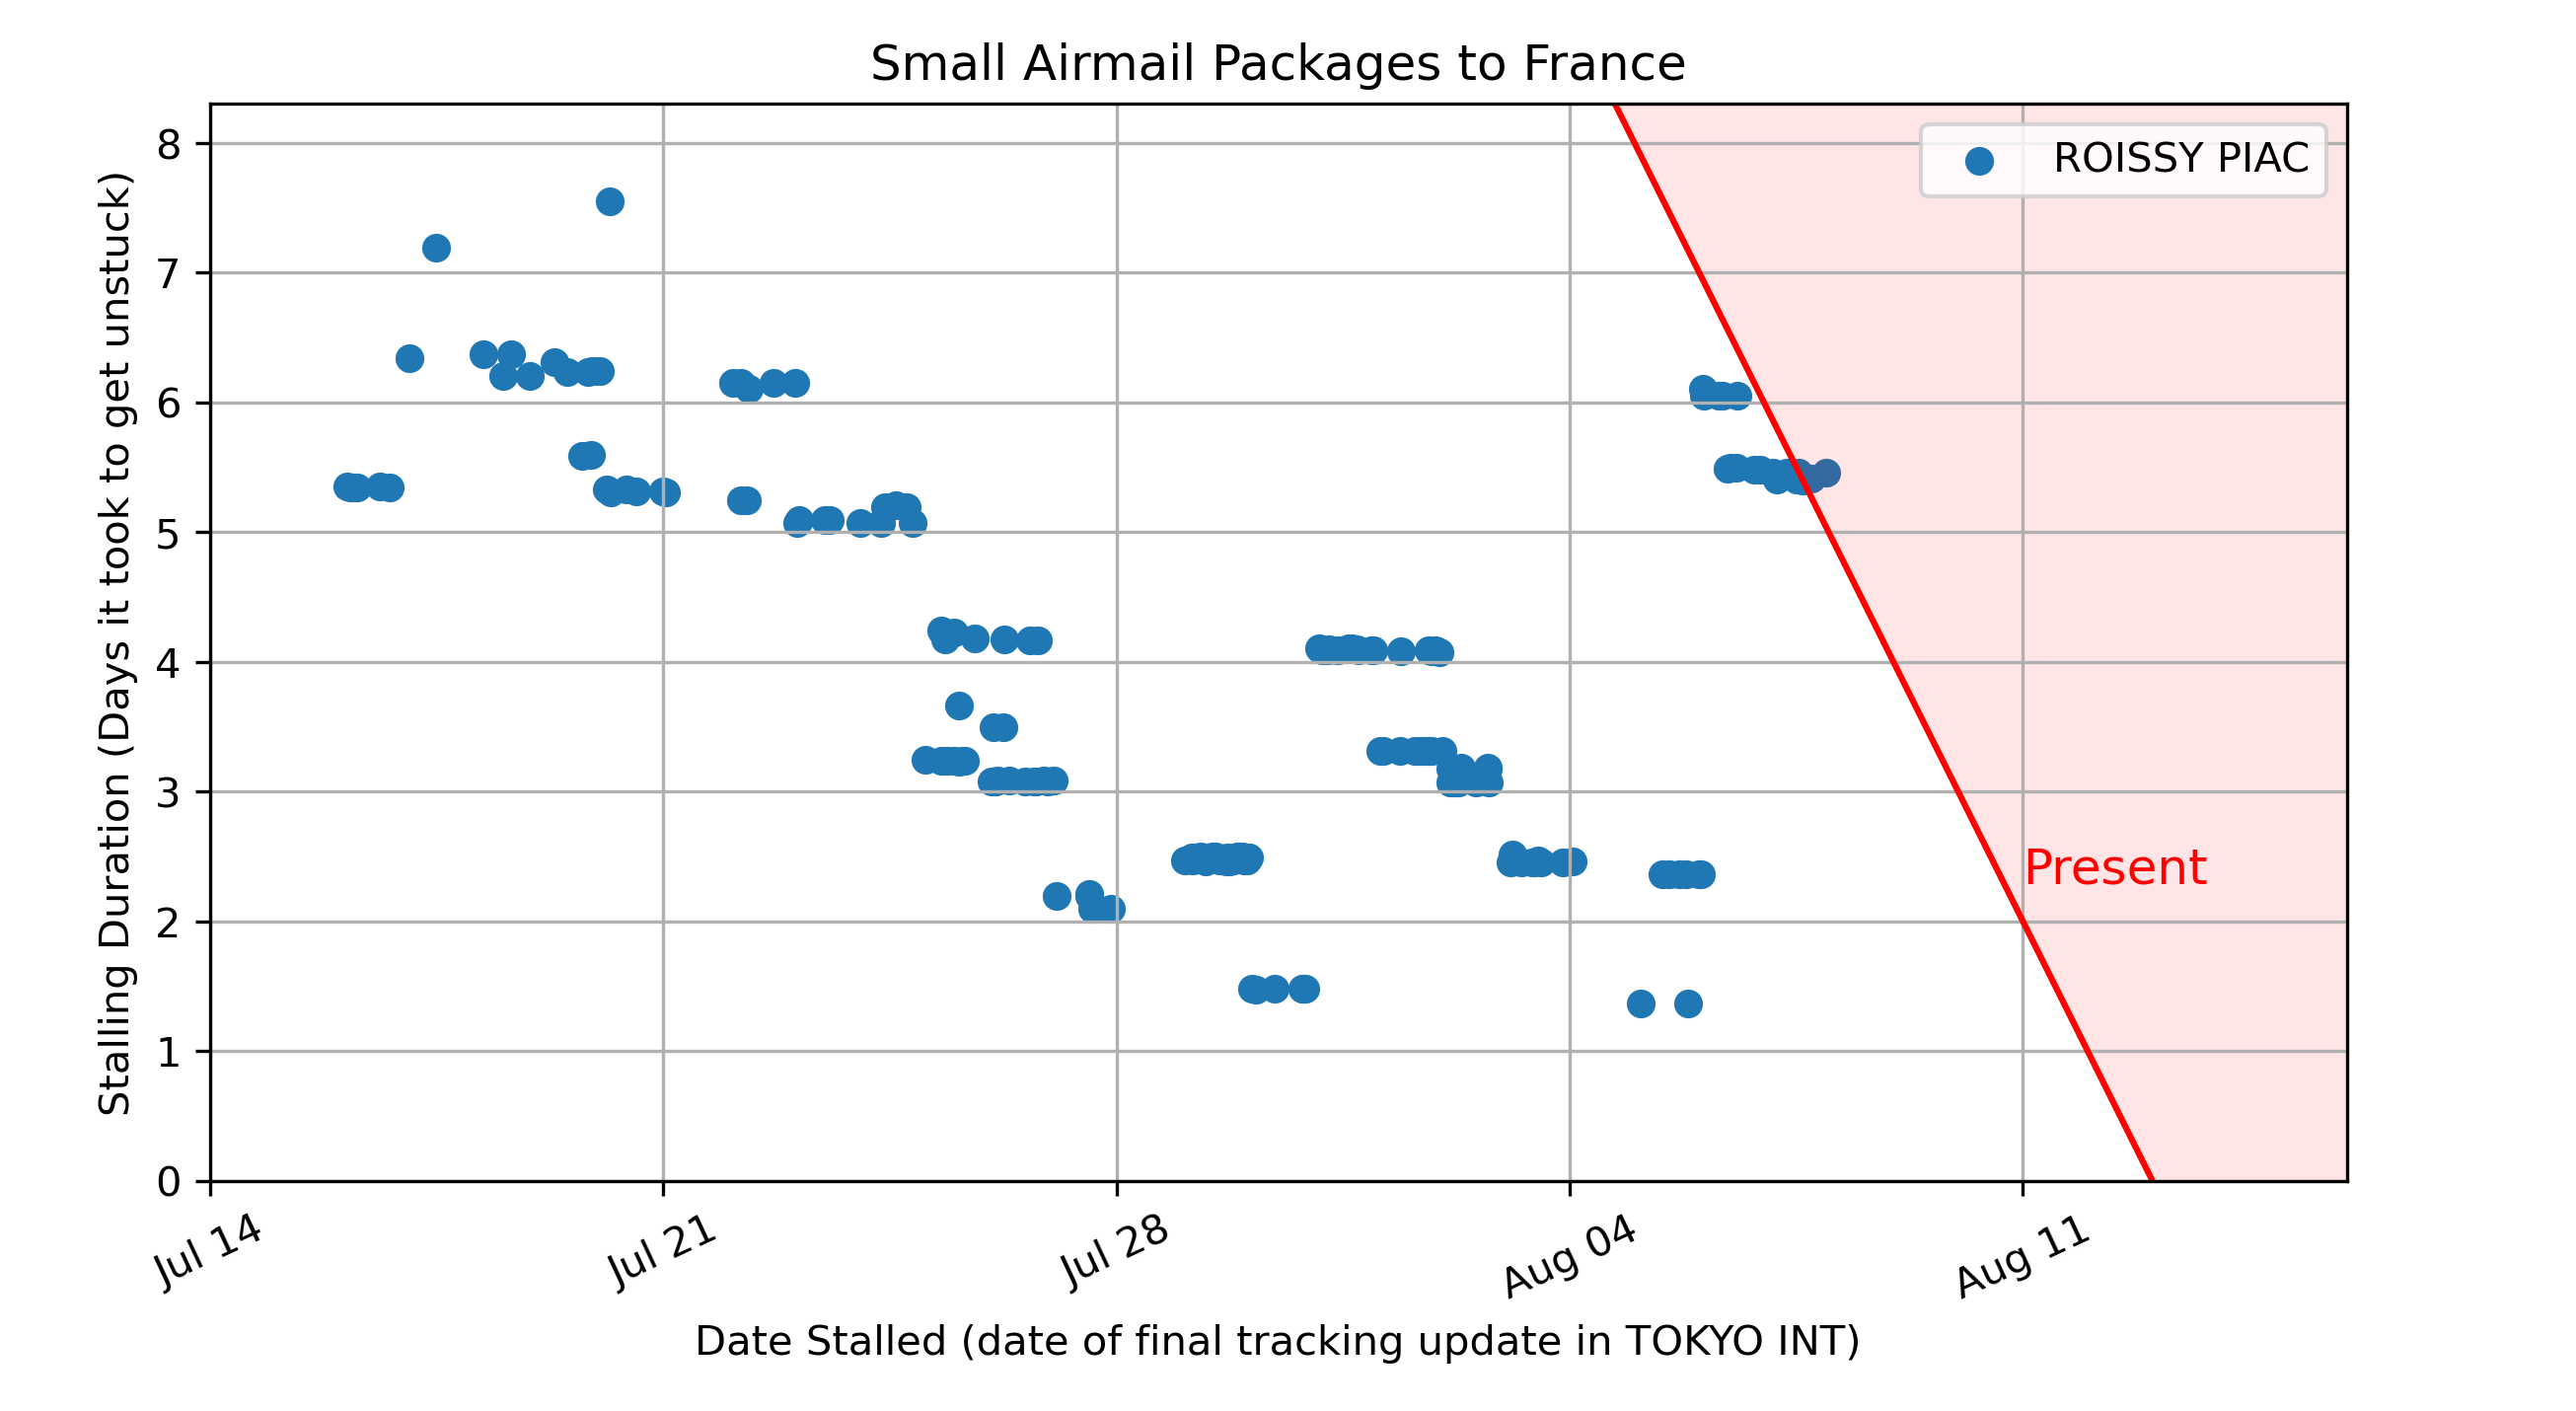 Small Airmail Packages to France
Stalling Duration (Days it took to get unstuck)
8
7
6
5
4
3
2
1
0
ROISSY PIAC
Present
Jul 14
Jul 21
Jul 28
Aug 04
Aug 11
Date Stalled (date of final tracking update in TOKYO INT)